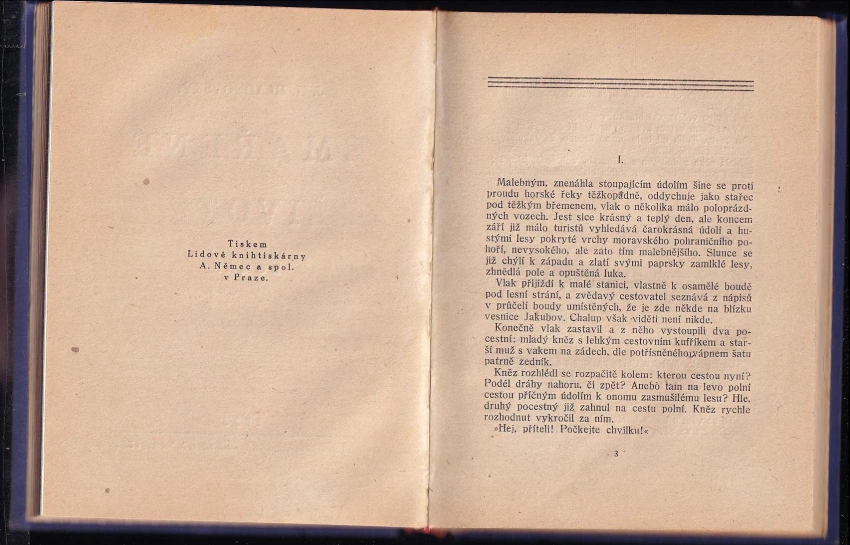 Tiskem
Lidové knihtiskárny
A. Němec a spol.
v Praze.
I.
Malebným, znenáhla stoupajícím údolím šine se proti
proudu horské řeky těžkopádně, oddychuje jako stařec
pod těžkým břemenem, vlak o několika málo poloprázd-
ných vozech. Jest sice krásný a teplý den, ale koncem
září již málo turistů vyhledává čarokrásná údolí a hu-
stými lesy pokryté vrchy moravského pohraničního po-
hoří, nevysokého, ale zato tím malebnějšího. Slunce se
již chýlí k západu a zlatí svými paprsky zamlklé lesy,
zhnědlá pole a opuštěná luka.
Vlak přijíždí k malé stanici, vlastně k osamělé boudě
pod lesní strání, a zvědavý cestovatel seznává z nápisů
v průčelí boudy umístěných, že je zde někde na blízku
vesnice Jakubov. Chalup však viděti není nikde.
Konečně vlak zastavil a z něho vystoupili dva po-
cestní: mladý kněz s lehkým cestovním kufříkem a star-
ší muž s vakem na zádech, dle potřísněného vápnem šatu
patrně zedník.
Kněz rozhlédl se rozpačitě kolem: kterou cestou nyní?
Podél dráhy nahoru, či zpět? Anebo tam na levo polní
cestou příčným údolím k onomu zasmušilému lesu? Hle,
druhý pocestný již zahnul na cestu polní. Kněz rychle
rozhodnut vykročil za ním.
»Hej, příteli! Počkejte chvilku!«
3